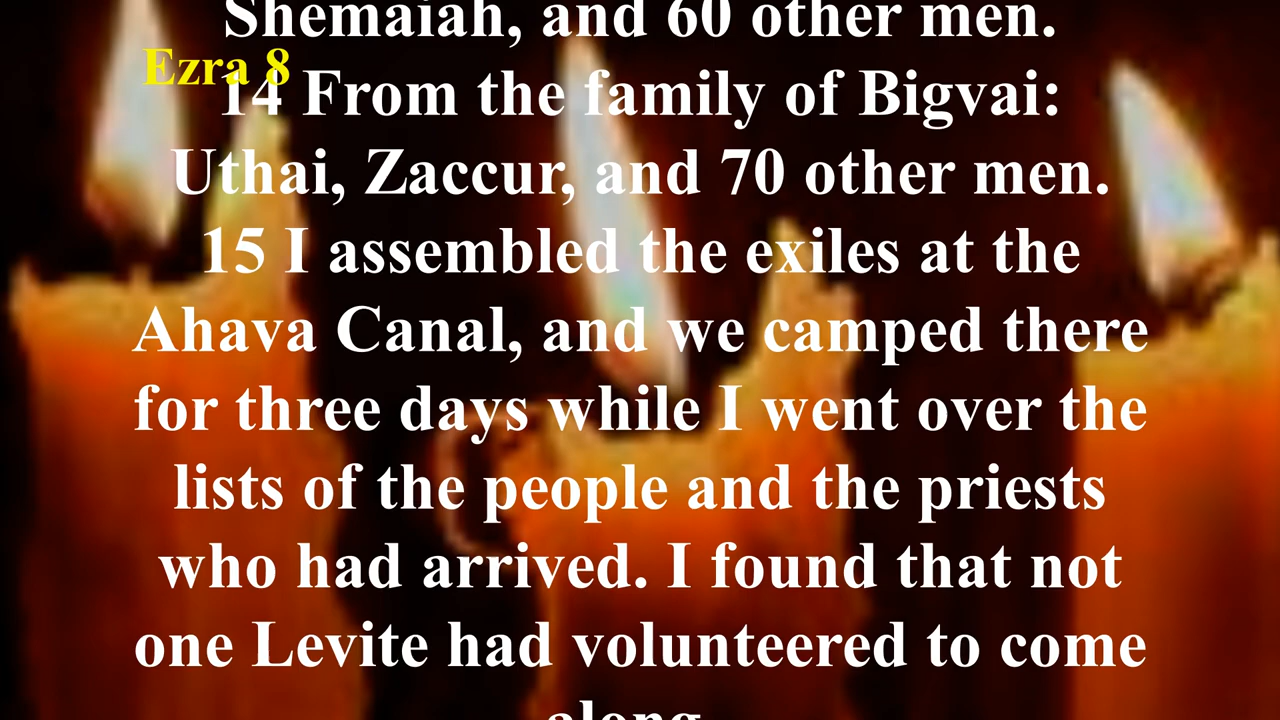 Shemaiah, and 60 other men.
Ezra 8
14 From the family of Bigvai:
Uthai, Zaccur, and 70 other men.
15 I assembled the exiles at the
Ahava Canal, and we camped there
for three days while I went over the
lists of the people and the priests
who had arrived. I found that not
one Levite had volunteered to come
along.